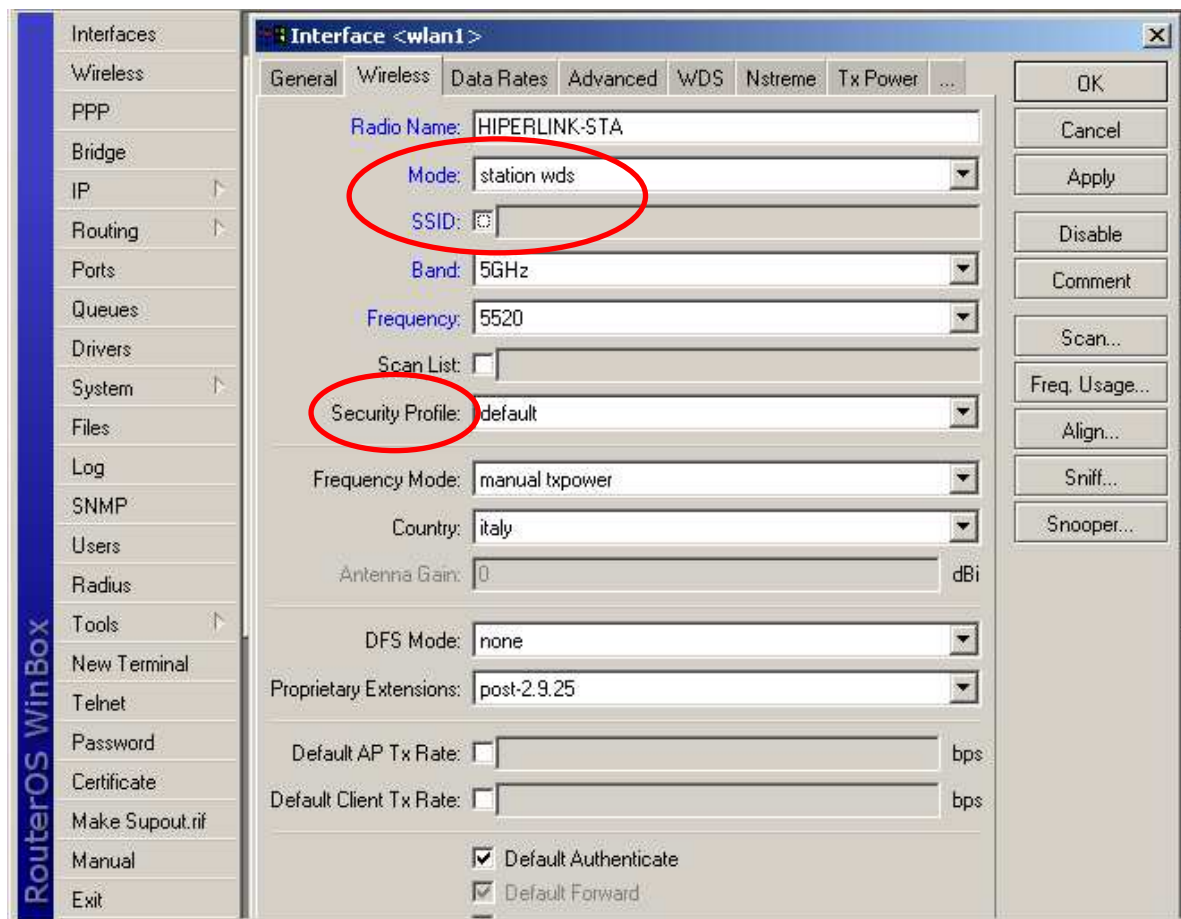 RouterOS WinBox
Interfaces
Wireless
PPP
Bridge
IP
Routing
Ports
Queues
Drivers
System
Files
Log
SNMP
Users
Radius
Tools
New Terminal
Telnet
Password
Certificate
Make Supout.rif
Manual
Exit
Interface <wlan1>
General Wireless Data Rates Advanced WDS Nstreme Tx Power ...
Radio Name: HIPERLINK-STA
Mode: station wds
SSID:
Band: 5GHz
Frequency: 5520
Scan List:
Security Profile: default
Frequency Mode: manual txpower
Country: italy
Antenna Gain: 0 dBi
DFS Mode: none
Proprietary Extensions: post-2.9.25
Default AP Tx Rate: bps
Default Client Tx Rate: bps
Default Authenticate
Default Forward
OK
Cancel
Apply
Disable
Comment
Scan...
Freq. Usage...
Align...
Sniff...
Snooper...